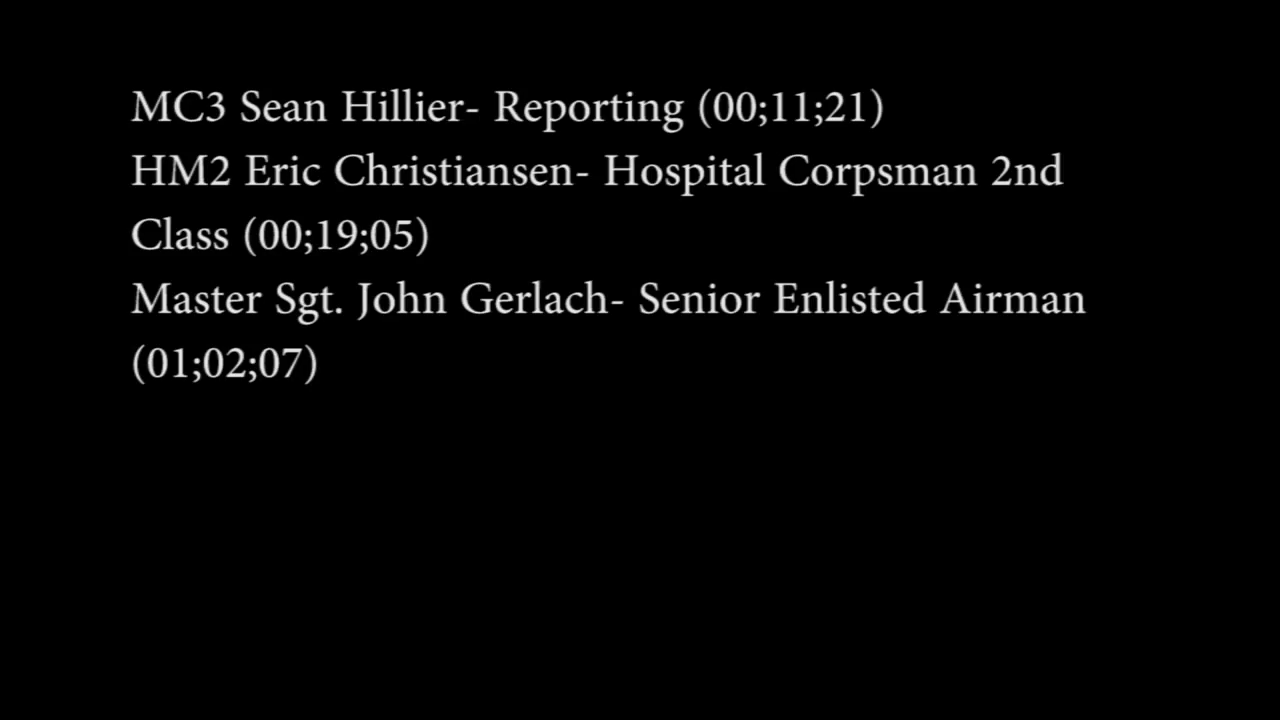 MC3 Sean Hillier- Reporting (00;11;21)
HM2 Eric Christiansen- Hospital Corpsman 2nd
Class (00;19;05)
Master Sgt. John Gerlach- Senior Enlisted Airman
(01;02;07)